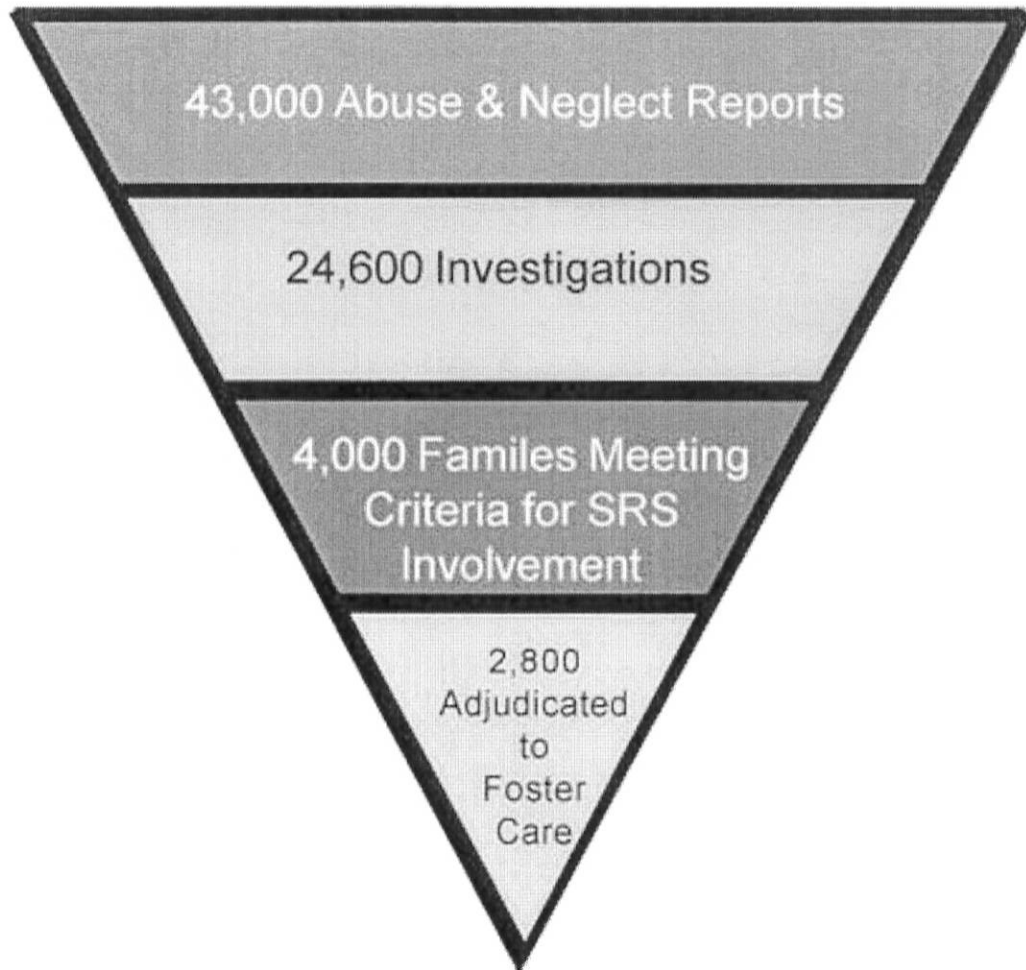 43,000 Abuse & Neglect Reports
24,600 Investigations
4,000 Familes Meeting
Criteria for SRS
Involvement
2,800
Adjudicated
to
Foster
Care